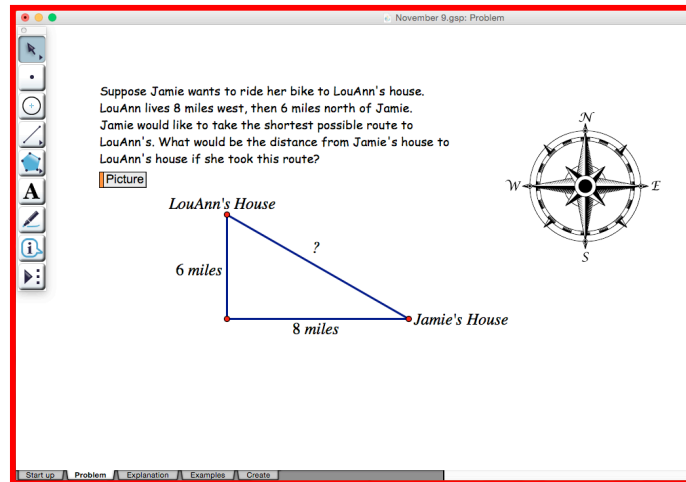 November 9.gsp: Problem
Suppose Jamie wants to ride her bike to LouAnn's house.
LouAnn lives 8 miles west, then 6 miles north of Jamie.
Jamie would like to take the shortest possible route to
LouAnn's. What would be the distance from Jamie's house to
LouAnn's house if she took this route?
Picture
N
W
E
S
LouAnn's House
?
6 miles
8 miles
Jamie's House
A
i
Start up
Problem
Explanation
Examples
Create